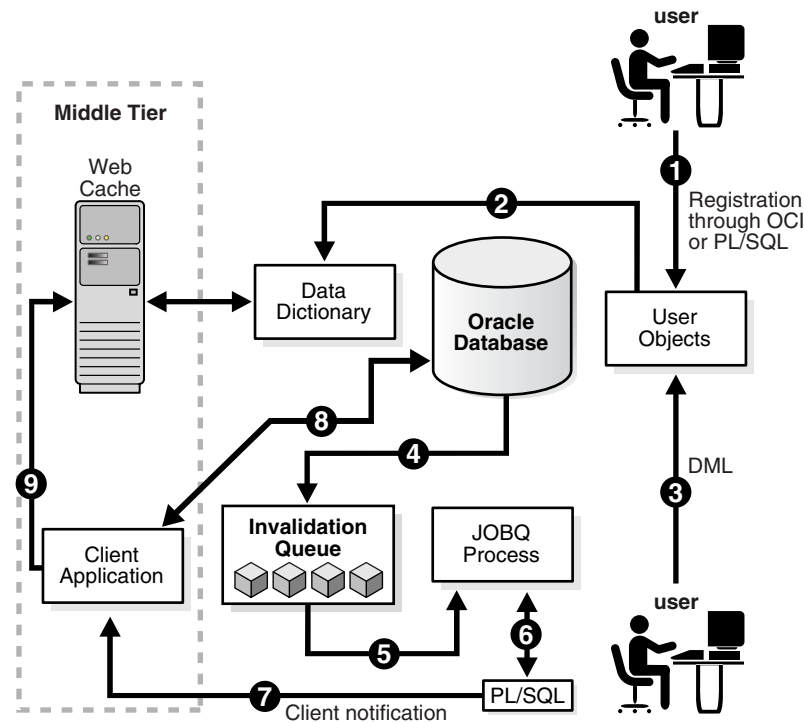 user
Middle Tier
Web
Cache
1
2
Registration
through OCI
or PL/SQL
Data
Dictionary
Oracle
Database
User
Objects
8
4
DML
9
3
Invalidation
Queue
JOBQ
Process
Client
Application
user
5
6
7
PL/SQL
Client notification